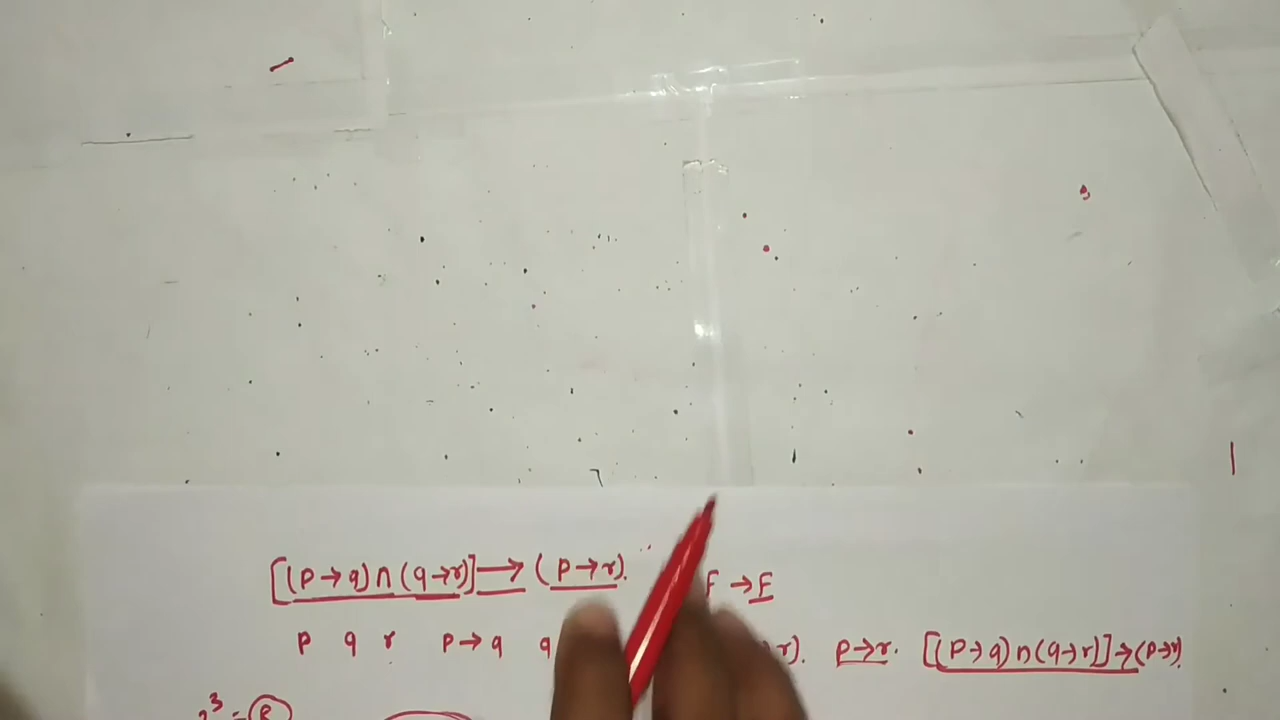 [(P→q)∩(q→r)]→(p→r). F→F
P q r P→q q r). P→r. [(P→q)∩(q→r)]→(P→r)
2³ = 8